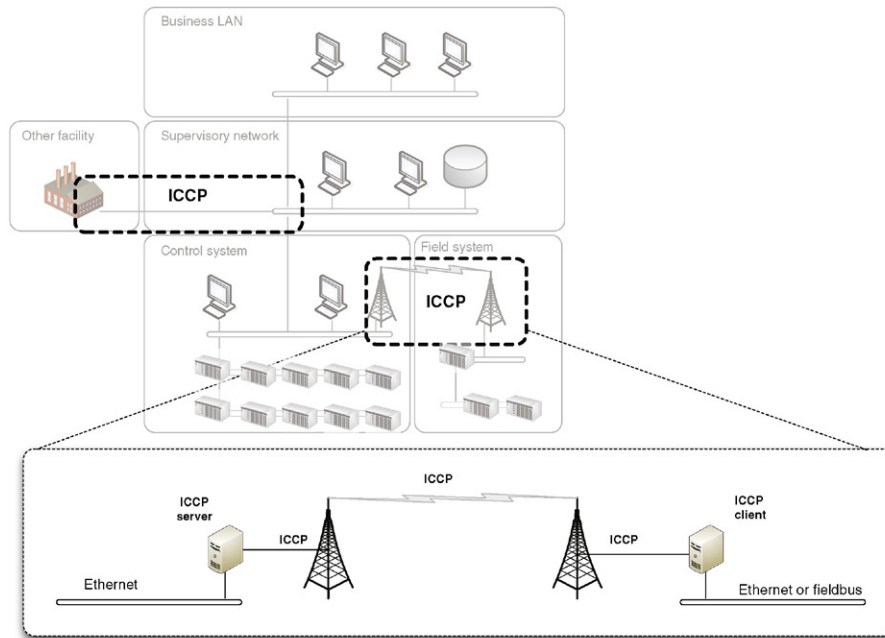 Business LAN
Other facility
Supervisory network
ICCP
Control system
Field system
ICCP
ICCP
ICCP
server
ICCP
client
ICCP
ICCP
Ethernet
Ethernet or fieldbus